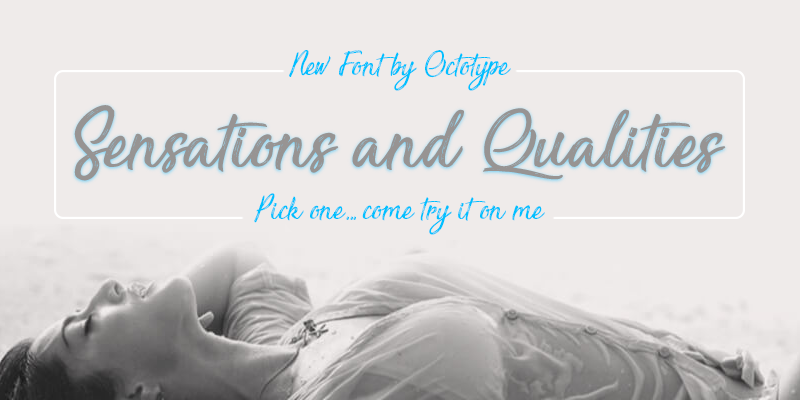 New Font by Octotype
Sensations and Qualities
Pick one... come try it on me